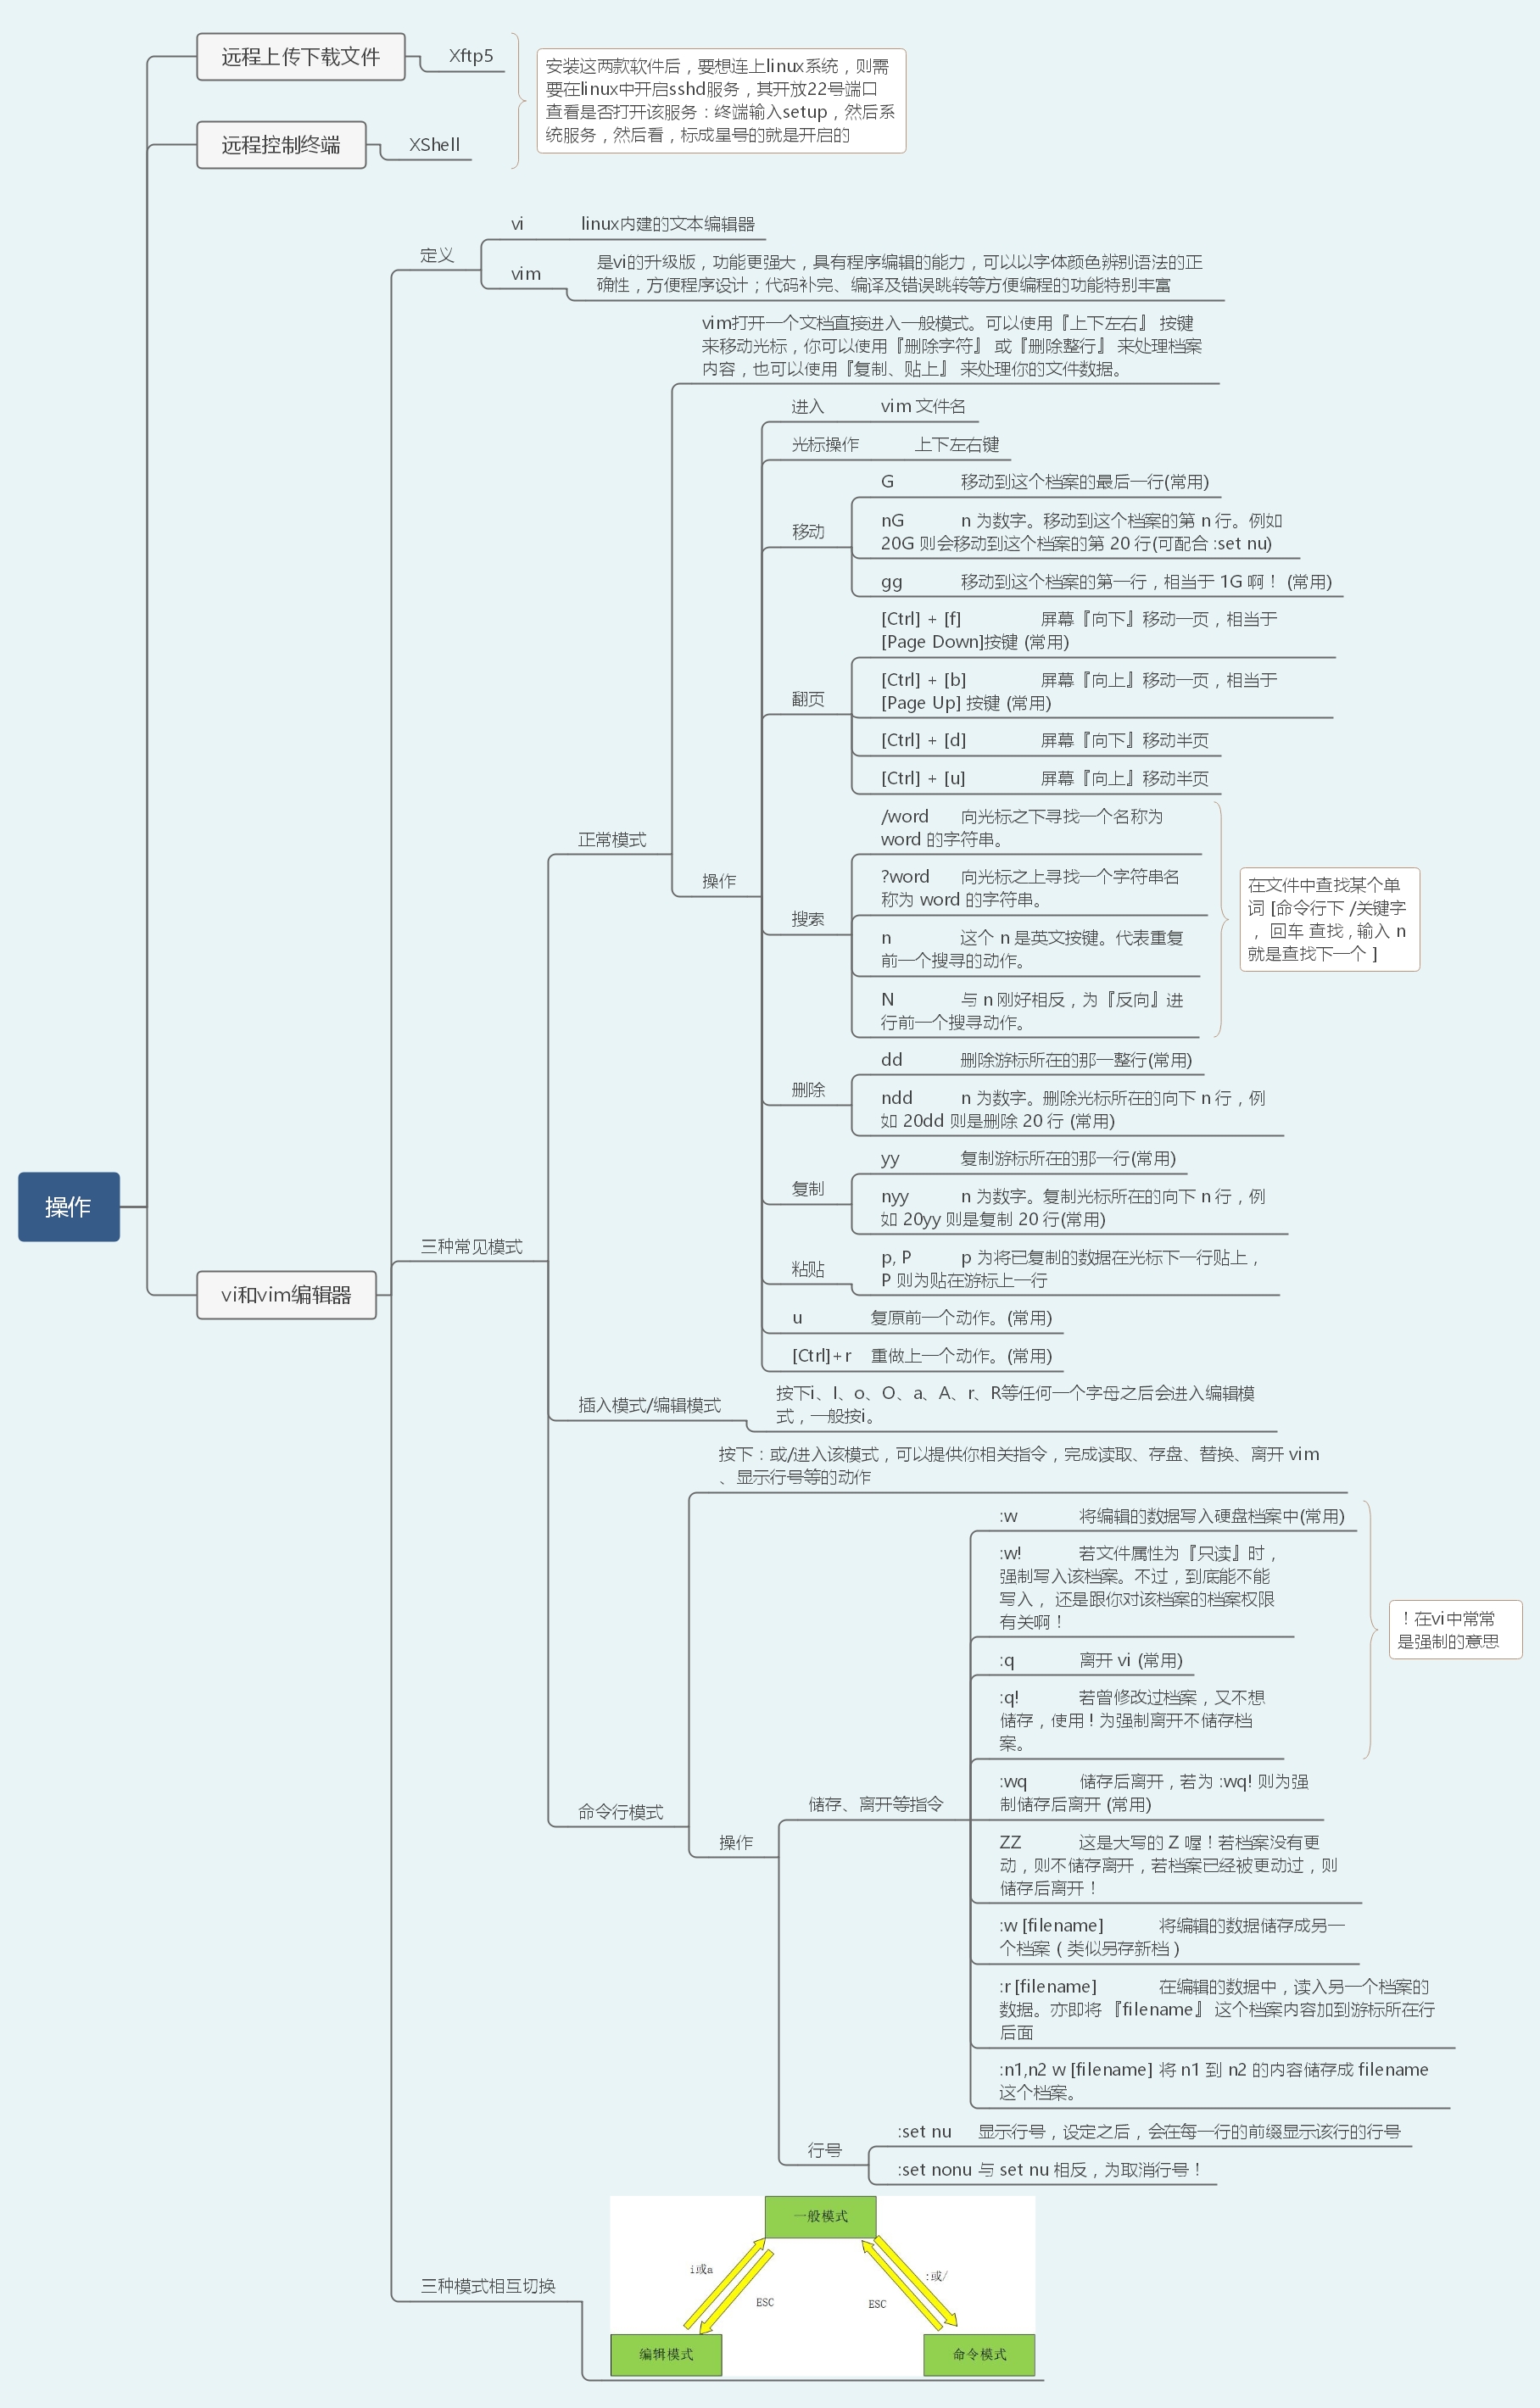 远程上传下载文件
Xftp5
远程控制终端
XShell
安装这两款软件后，要想连上linux系统，则需
要在linux中开启sshd服务，其开放22号端口
查看是否打开该服务：终端输入setup，然后系
统服务，然后看，标成星号的就是开启的
操作
vi和vim编辑器
定义
vi linux内建的文本编辑器
vim
是vi的升级版，功能更强大，具有程序编辑的能力，可以以字体颜色辨别语法的正
确性，方便程序设计；代码补完、编译及错误跳转等方便编程的功能特别丰富
三种常见模式
正常模式
vim打开一个文档直接进入一般模式。可以使用『上下左右』 按键
来移动光标，你可以使用『删除字符』 或『删除整行』 来处理档案
内容，也可以使用『复制、贴上』 来处理你的文件数据。
操作
进入 vim 文件名
光标操作 上下左右键
移动
G 移动到这个档案的最后一行(常用)
nG n 为数字。移动到这个档案的第 n 行。例如
20G 则会移动到这个档案的第 20 行(可配合 :set nu)
gg 移动到这个档案的第一行，相当于 1G 啊！ (常用)
翻页
[Ctrl] + [f] 屏幕『向下』移动一页，相当于
[Page Down]按键 (常用)
[Ctrl] + [b] 屏幕『向上』移动一页，相当于
[Page Up] 按键 (常用)
[Ctrl] + [d] 屏幕『向下』移动半页
[Ctrl] + [u] 屏幕『向上』移动半页
搜索
/word 向光标之下寻找一个名称为
word 的字符串。
?word 向光标之上寻找一个字符串名
称为 word 的字符串。
n 这个 n 是英文按键。代表重复
前一个搜寻的动作。
N 与 n 刚好相反，为『反向』进
行前一个搜寻动作。
在文件中查找某个单
词 [命令行下 /关键字
， 回车 查找 , 输入 n
就是查找下一个 ]
删除
dd 删除游标所在的那一整行(常用)
ndd n 为数字。删除光标所在的向下 n 行，例
如 20dd 则是删除 20 行 (常用)
复制
yy 复制游标所在的那一行(常用)
nyy n 为数字。复制光标所在的向下 n 行，例
如 20yy 则是复制 20 行(常用)
粘贴
p, P p 为将已复制的数据在光标下一行贴上，
P 则为贴在游标上一行
u 复原前一个动作。(常用)
[Ctrl]+r 重做上一个动作。(常用)
插入模式/编辑模式
按下i、I、o、O、a、A、r、R等任何一个字母之后会进入编辑模
式，一般按i。
命令行模式
按下：或/进入该模式，可以提供你相关指令，完成读取、存盘、替换、离开 vim
、显示行号等的动作
操作
储存、离开等指令
:w 将编辑的数据写入硬盘档案中(常用)
:w! 若文件属性为『只读』时，
强制写入该档案。不过，到底能不能
写入， 还是跟你对该档案的档案权限
有关啊！
:q 离开 vi (常用)
:q! 若曾修改过档案，又不想
储存，使用 ! 为强制离开不储存档
案。
！在vi中常常
是强制的意思
:wq 储存后离开，若为 :wq! 则为强
制储存后离开 (常用)
ZZ 这是大写的 Z 喔！若档案没有更
动，则不储存离开，若档案已经被更动过，则
储存后离开！
:w [filename] 将编辑的数据储存成另一
个档案（类似另存新档）
:r [filename] 在编辑的数据中，读入另一个档案的
数据。亦即将 『filename』 这个档案内容加到游标所在行
后面
:n1,n2 w [filename] 将 n1 到 n2 的内容储存成 filename
这个档案。
行号
:set nu 显示行号，设定之后，会在每一行的前缀显示该行的行号
:set nonu 与 set nu 相反，为取消行号！
三种模式相互切换
一般模式
i或a
ESC
ESC
:或/
编辑模式
命令模式